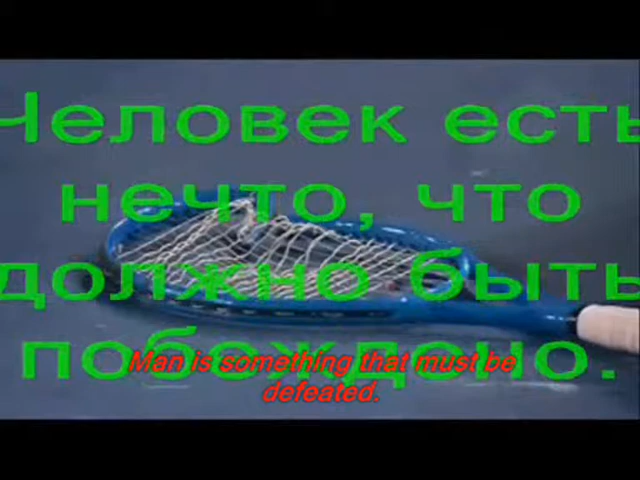 Человек есть
нечто, что
должно быть
побеждено.
Man is something that must be
defeated.